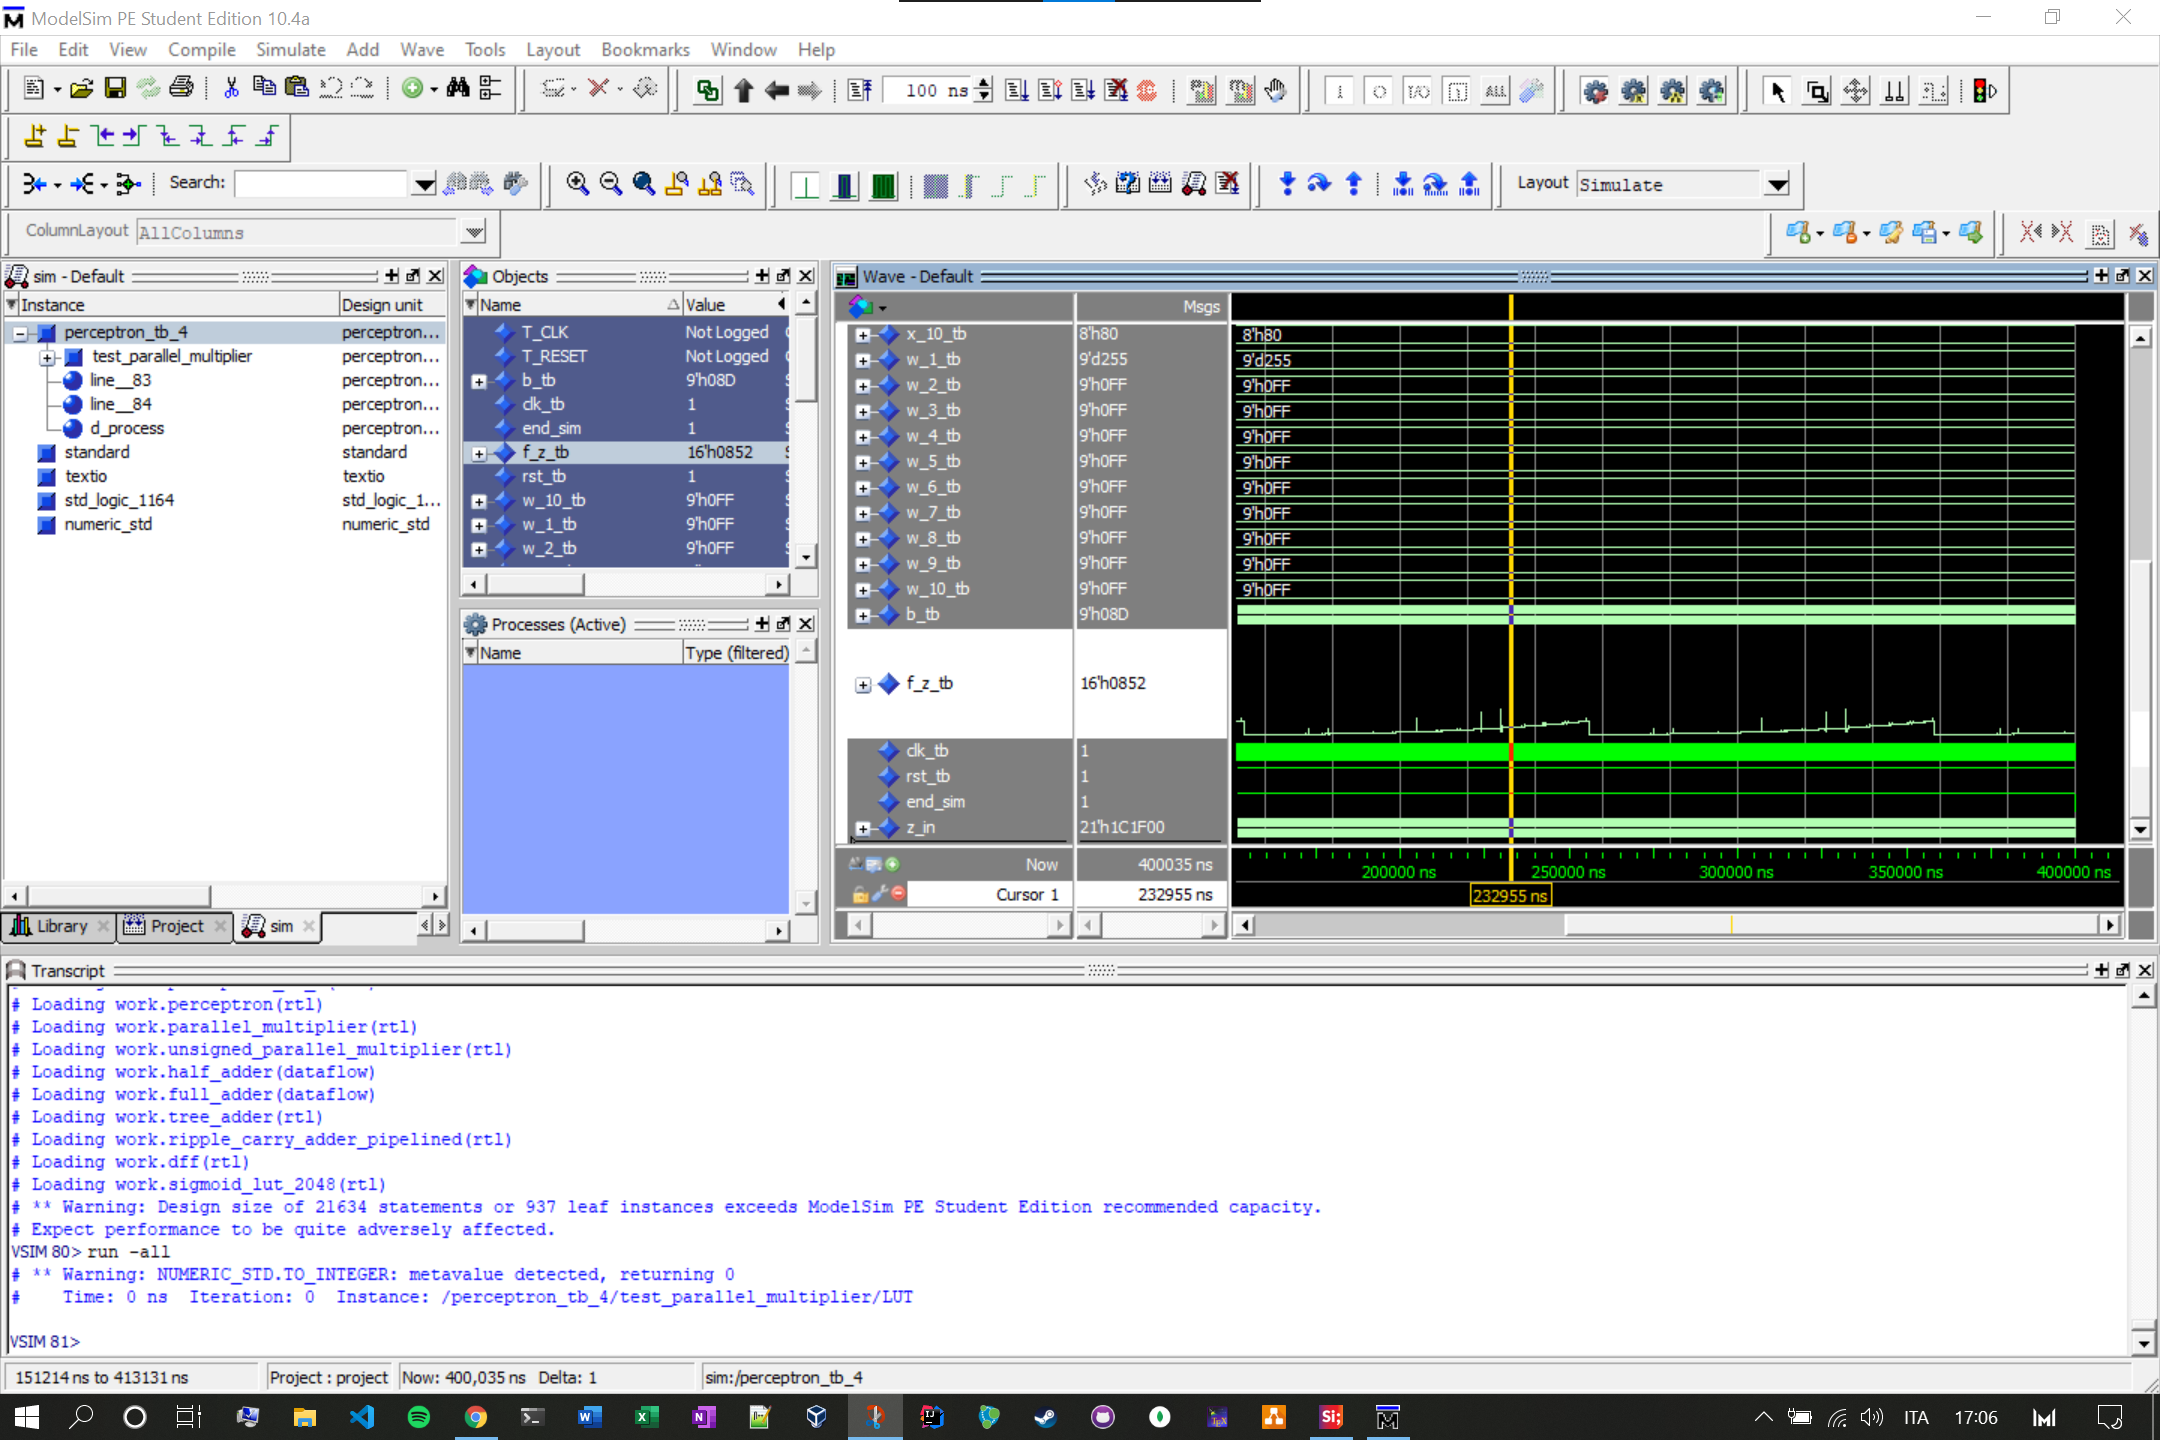 ModelSim PE Student Edition 10.4a
File Edit View Compile Simulate Add Wave Tools Layout Bookmarks Window Help
100 ns
Search:
Layout Simulate
ColumnLayout AllColumns
sim - Default
Instance Design unit
perceptron_tb_4 perceptron...
test_parallel_multiplier perceptron...
line__83 perceptron...
line__84 perceptron...
d_process perceptron...
standard standard
textio textio
std_logic_1164 std_logic_1...
numeric_std numeric_std
Library Project sim
Objects
Name Value
T_CLK Not Logged
T_RESET Not Logged
b_tb 9'h08D
clk_tb 1
end_sim 1
f_z_tb 16'h0852
rst_tb 1
w_10_tb 9'h0FF
w_1_tb 9'h0FF
w_2_tb 9'h0FF
Processes (Active)
Name Type (filtered)
Wave - Default
Msgs
x_10_tb 8'h80 8'h80
w_1_tb 9'd255 9'd255
w_2_tb 9'h0FF 9'h0FF
w_3_tb 9'h0FF 9'h0FF
w_4_tb 9'h0FF 9'h0FF
w_5_tb 9'h0FF 9'h0FF
w_6_tb 9'h0FF 9'h0FF
w_7_tb 9'h0FF 9'h0FF
w_8_tb 9'h0FF 9'h0FF
w_9_tb 9'h0FF 9'h0FF
w_10_tb 9'h0FF 9'h0FF
b_tb 9'h08D
f_z_tb 16'h0852
clk_tb 1
rst_tb 1
end_sim 1
z_in 21'h1C1F00
Now 400035 ns 200000 ns 250000 ns 300000 ns 350000 ns 400000 ns
Cursor 1 232955 ns 232955 ns
Transcript
# Loading work.perceptron(rtl)
# Loading work.parallel_multiplier(rtl)
# Loading work.unsigned_parallel_multiplier(rtl)
# Loading work.half_adder(dataflow)
# Loading work.full_adder(dataflow)
# Loading work.tree_adder(rtl)
# Loading work.ripple_carry_adder_pipelined(rtl)
# Loading work.dff(rtl)
# Loading work.sigmoid_lut_2048(rtl)
# ** Warning: Design size of 21634 statements or 937 leaf instances exceeds ModelSim PE Student Edition recommended capacity.
# Expect performance to be quite adversely affected.
VSIM 80> run -all
# ** Warning: NUMERIC_STD.TO_INTEGER: metavalue detected, returning 0
#    Time: 0 ns  Iteration: 0  Instance: /perceptron_tb_4/test_parallel_multiplier/LUT
VSIM 81>
151214 ns to 413131 ns Project : project Now: 400,035 ns Delta: 1 sim:/perceptron_tb_4
ITA 17:06